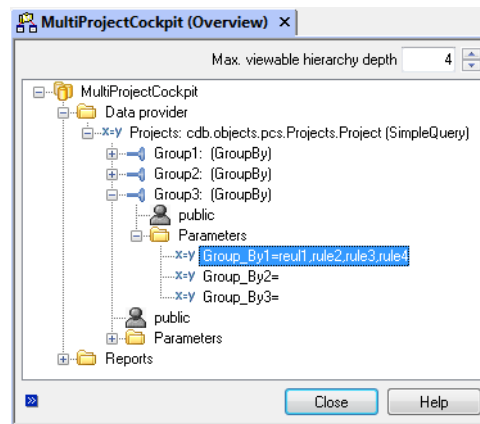 MultiProjectCockpit (Overview)
Max. viewable hierarchy depth 4
MultiProjectCockpit
Data provider
x=y Projects: cdb.objects.pcs.Projects.Project (SimpleQuery)
Group1: (GroupBy)
Group2: (GroupBy)
Group3: (GroupBy)
public
Parameters
x=y Group_By1=reul1,rule2,rule3,rule4
x=y Group_By2=
x=y Group_By3=
public
Parameters
Reports
Close Help